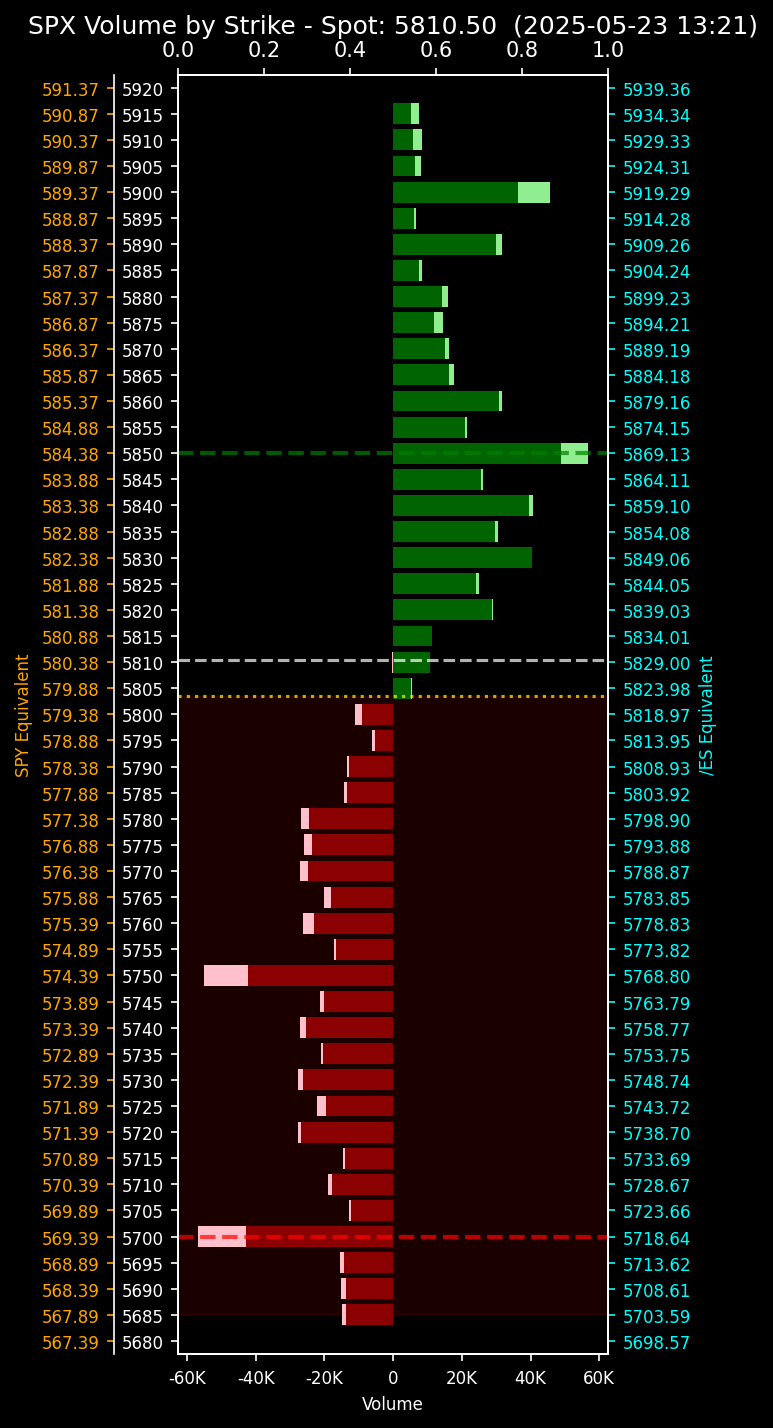 SPX Volume by Strike - Spot: 5810.50  (2025-05-23 13:21)
0.0 0.2 0.4 0.6 0.8 1.0
591.37 5920 5939.36
590.87 5915 5934.34
590.37 5910 5929.33
589.87 5905 5924.31
589.37 5900 5919.29
588.87 5895 5914.28
588.37 5890 5909.26
587.87 5885 5904.24
587.37 5880 5899.23
586.87 5875 5894.21
586.37 5870 5889.19
585.87 5865 5884.18
585.37 5860 5879.16
584.88 5855 5874.15
584.38 5850 5869.13
583.88 5845 5864.11
583.38 5840 5859.10
582.88 5835 5854.08
582.38 5830 5849.06
581.88 5825 5844.05
581.38 5820 5839.03
580.88 5815 5834.01
580.38 5810 5829.00
579.88 5805 5823.98
579.38 5800 5818.97
578.88 5795 5813.95
578.38 5790 5808.93
577.88 5785 5803.92
577.38 5780 5798.90
576.88 5775 5793.88
576.38 5770 5788.87
575.88 5765 5783.85
575.39 5760 5778.83
574.89 5755 5773.82
574.39 5750 5768.80
573.89 5745 5763.79
573.39 5740 5758.77
572.89 5735 5753.75
572.39 5730 5748.74
571.89 5725 5743.72
571.39 5720 5738.70
570.89 5715 5733.69
570.39 5710 5728.67
569.89 5705 5723.66
569.39 5700 5718.64
568.89 5695 5713.62
568.39 5690 5708.61
567.89 5685 5703.59
567.39 5680 5698.57
SPY Equivalent
/ES Equivalent
-60K -40K -20K 0 20K 40K 60K
Volume